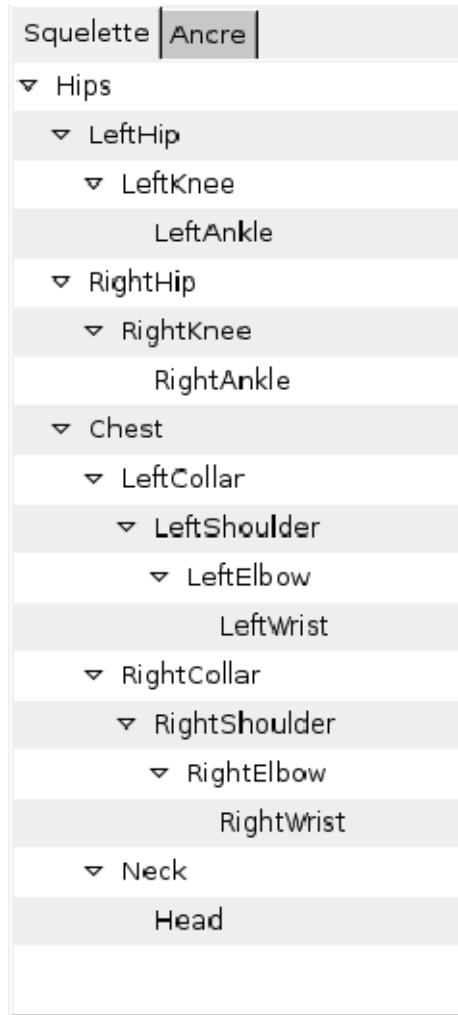 Squelette Ancre
Hips
LeftHip
LeftKnee
LeftAnkle
RightHip
RightKnee
RightAnkle
Chest
LeftCollar
LeftShoulder
LeftElbow
LeftWrist
RightCollar
RightShoulder
RightElbow
RightWrist
Neck
Head